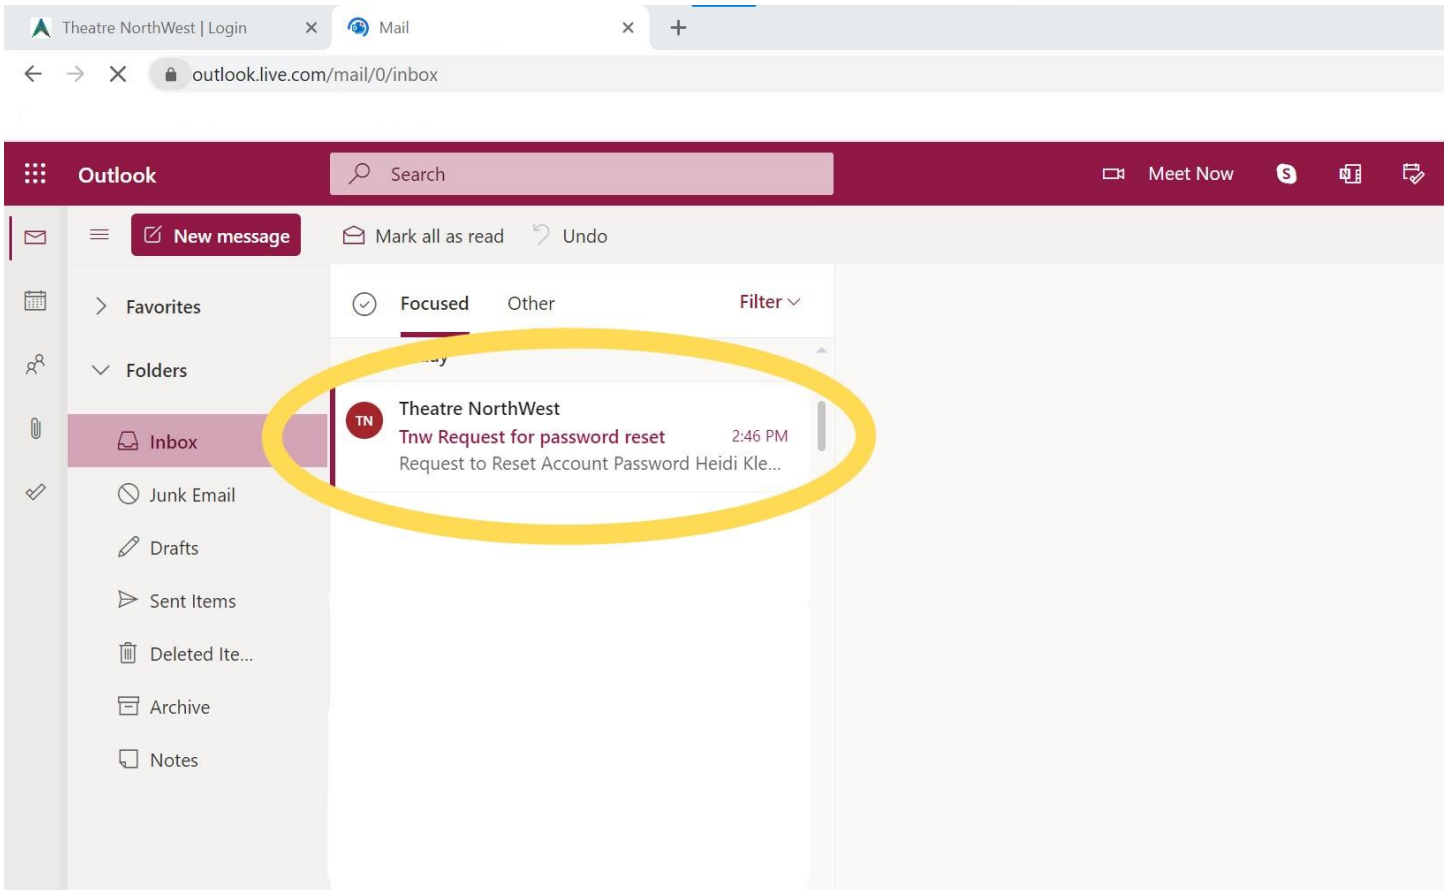 Theatre NorthWest | Login
Mail
outlook.live.com/mail/0/inbox
Outlook
Search
Meet Now
New message
Mark all as read
Undo
Favorites
Focused
Other
Filter
Folders
Theatre NorthWest
TN
Tnw Request for password reset
2:46 PM
Request to Reset Account Password Heidi Kle...
Inbox
Junk Email
Drafts
Sent Items
Deleted Ite...
Archive
Notes